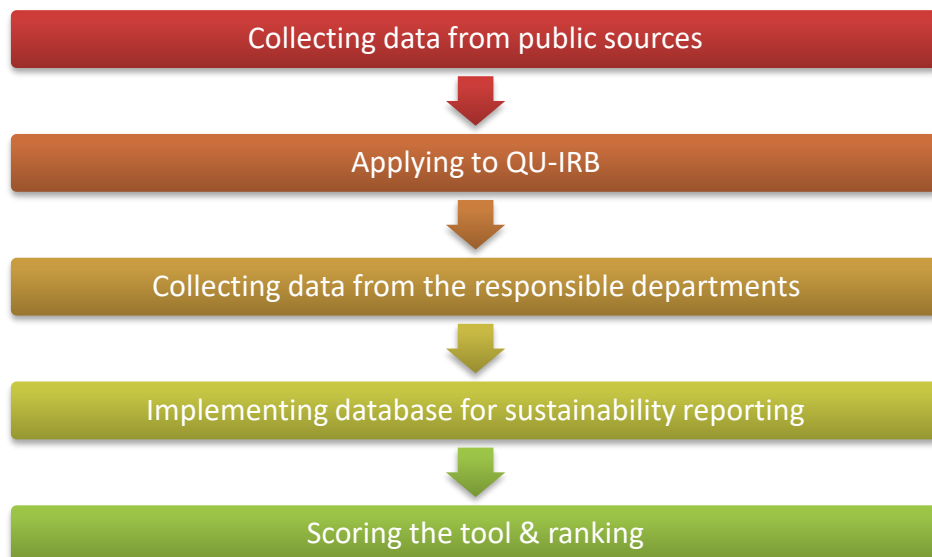 Collecting data from public sources
Applying to QU-IRB
Collecting data from the responsible departments
Implementing database for sustainability reporting
Scoring the tool & ranking